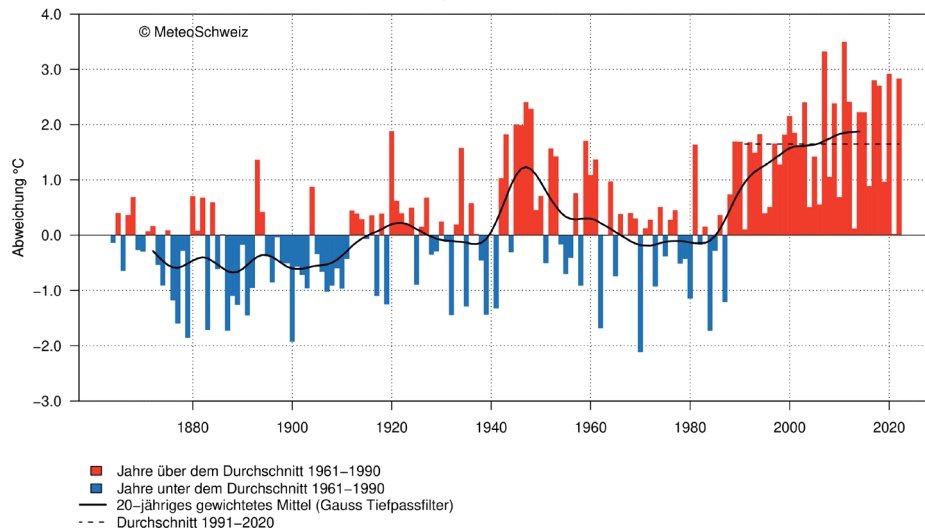 4.0
© MeteoSchweiz
3.0
2.0
1.0
0.0
−1.0
−2.0
−3.0
Abweichung °C
1880 1900 1920 1940 1960 1980 2000 2020
Jahre über dem Durchschnitt 1961−1990
Jahre unter dem Durchschnitt 1961−1990
20−jähriges gewichtetes Mittel (Gauss Tiefpassfilter)
Durchschnitt 1991−2020